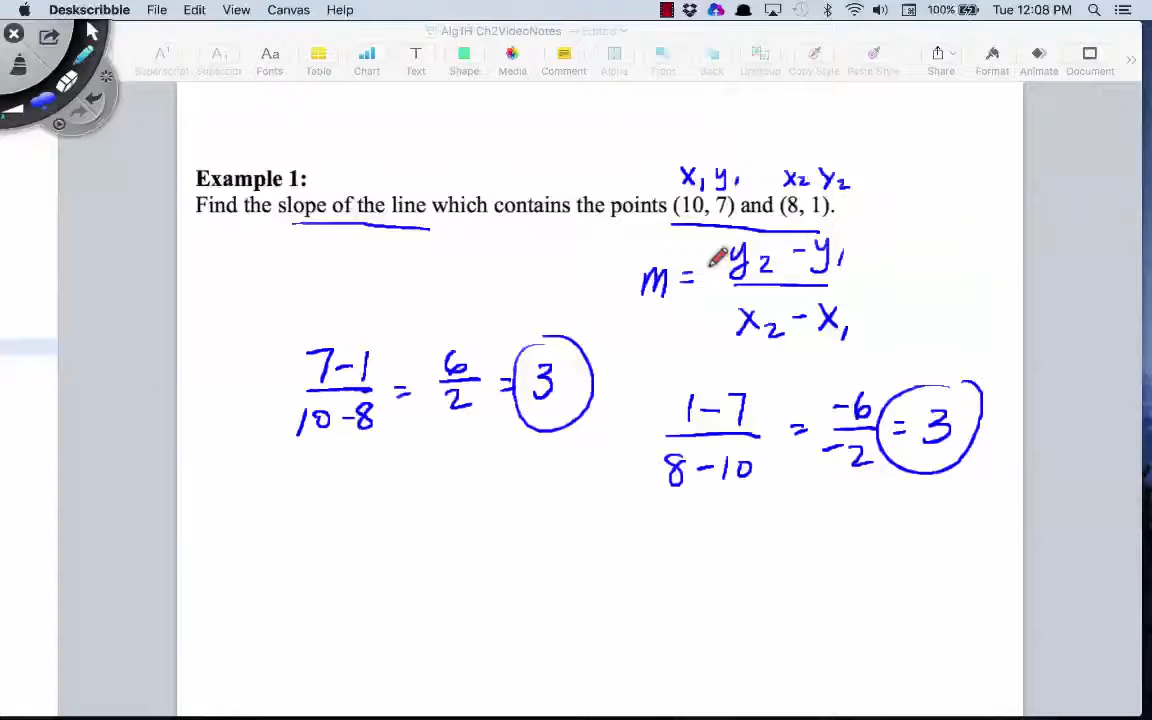 Deskscribble File Edit View Canvas Help 100% Tue 12:08 PM
Alg1H Ch2VideoNotes — Edited
Superscript Subscript Fonts Table Chart Text Shape Media Comment Alpha Front Back Ungroup Copy Style Paste Style Share Format Animate Document
Example 1:
x₁ y₁ x₂ y₂
Find the slope of the line which contains the points (10, 7) and (8, 1).
m = y₂ - y₁
x₂ - x₁
7-1 = 6 = 3
10-8 2
1-7 = -6 = 3
8-10 -2